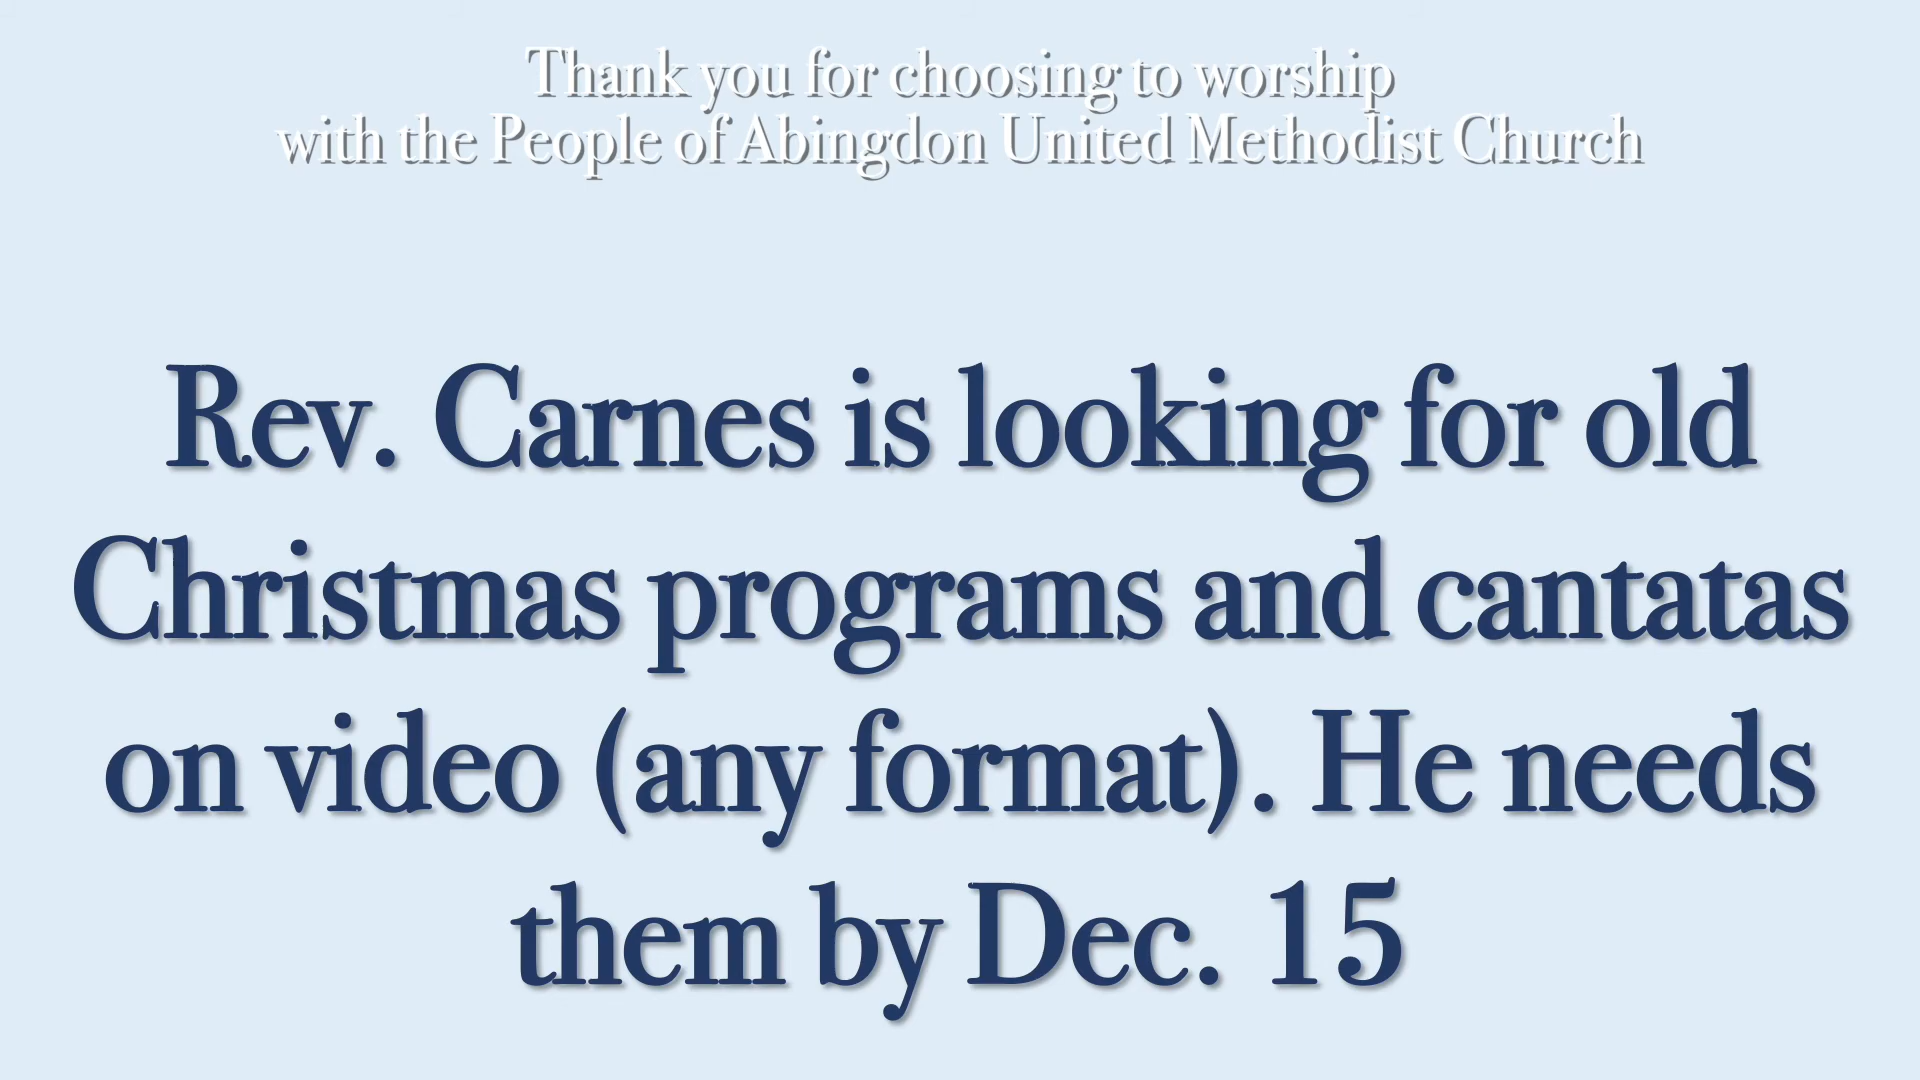 Thank you for choosing to worship
with the People of Abingdon United Methodist Church
Rev. Carnes is looking for old
Christmas programs and cantatas
on video (any format). He needs
them by Dec. 15